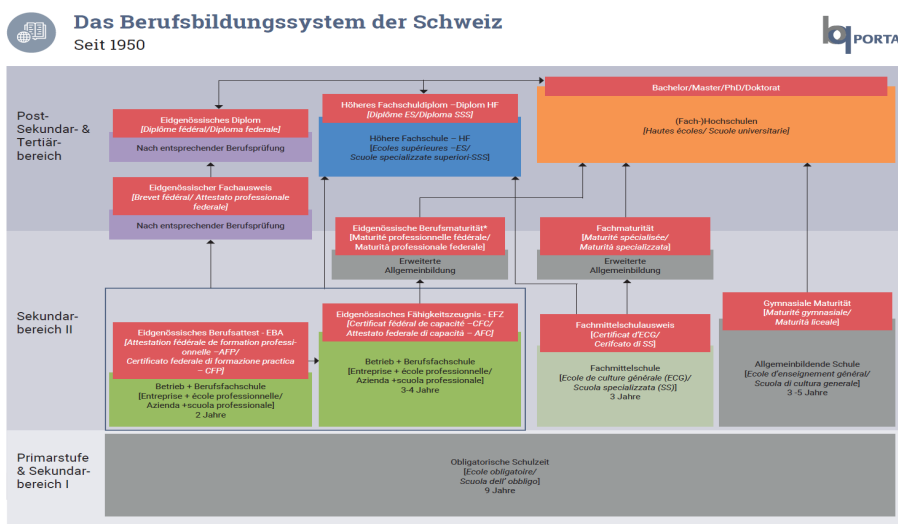 Das Berufsbildungssystem der Schweiz
Seit 1950
bq PORTA
Post-
Sekundar- &
Tertiär-
bereich
Eidgenössisches Diplom
[Diplôme fédéral/Diploma federale]
Nach entsprechender Berufsprüfung
Höheres Fachschuldiplom –Diplom HF
[Diplôme ES/Diploma SSS]
Höhere Fachschule – HF
[Ecoles supérieures –ES/
Scuole specializzate superiori-SSS]
Bachelor/Master/PhD/Doktorat
(Fach-)Hochschulen
[Hautes écoles/ Scuole universitarie]
Eidgenössischer Fachausweis
[Brevet fédéral/ Attestato professionale
federale]
Nach entsprechender Berufsprüfung
Eidgenössische Berufsmaturität*
[Maturité professionnelle fédérale/
Maturità professionale federale]
Erweiterte
Allgemeinbildung
Fachmaturität
[Maturité spécialisée/
Maturità specializzata]
Erweiterte
Allgemeinbildung
Sekundar-
bereich II
Eidgenössisches Berufsattest - EBA
[Attestation fédérale de formation professi-
onnelle –AFP/
Certificato federale di formazione practica
– CFP]
Betrieb + Berufsfachschule
[Entreprise + école professionnelle/
Azienda +scuola professionale]
2 Jahre
Eidgenössisches Fähigkeitszeugnis - EFZ
[Certificat fédéral de capacité –CFC/
Attestato federale di capacità – AFC]
Betrieb + Berufsfachschule
[Entreprise + école professionnelle/
Azienda +scuola professionale]
3-4 Jahre
Fachmittelschulausweis
[Certificat d'ECG/
Cerifcato di SS]
Fachmittelschule
[Ecole de culture générale (ECG)/
Scuola specializzata (SS)]
3 Jahre
Gymnasiale Maturität
[Maturité gymnasiale/
Maturità liceale]
Allgemeinbildende Schule
[Ecole d'enseignement général/
Scuola di cultura generale]
3 -5 Jahre
Primarstufe
& Sekundar-
bereich I
Obligatorische Schulzeit
[Ecole obligatoire/
Scuola dell' obbligo]
9 Jahre